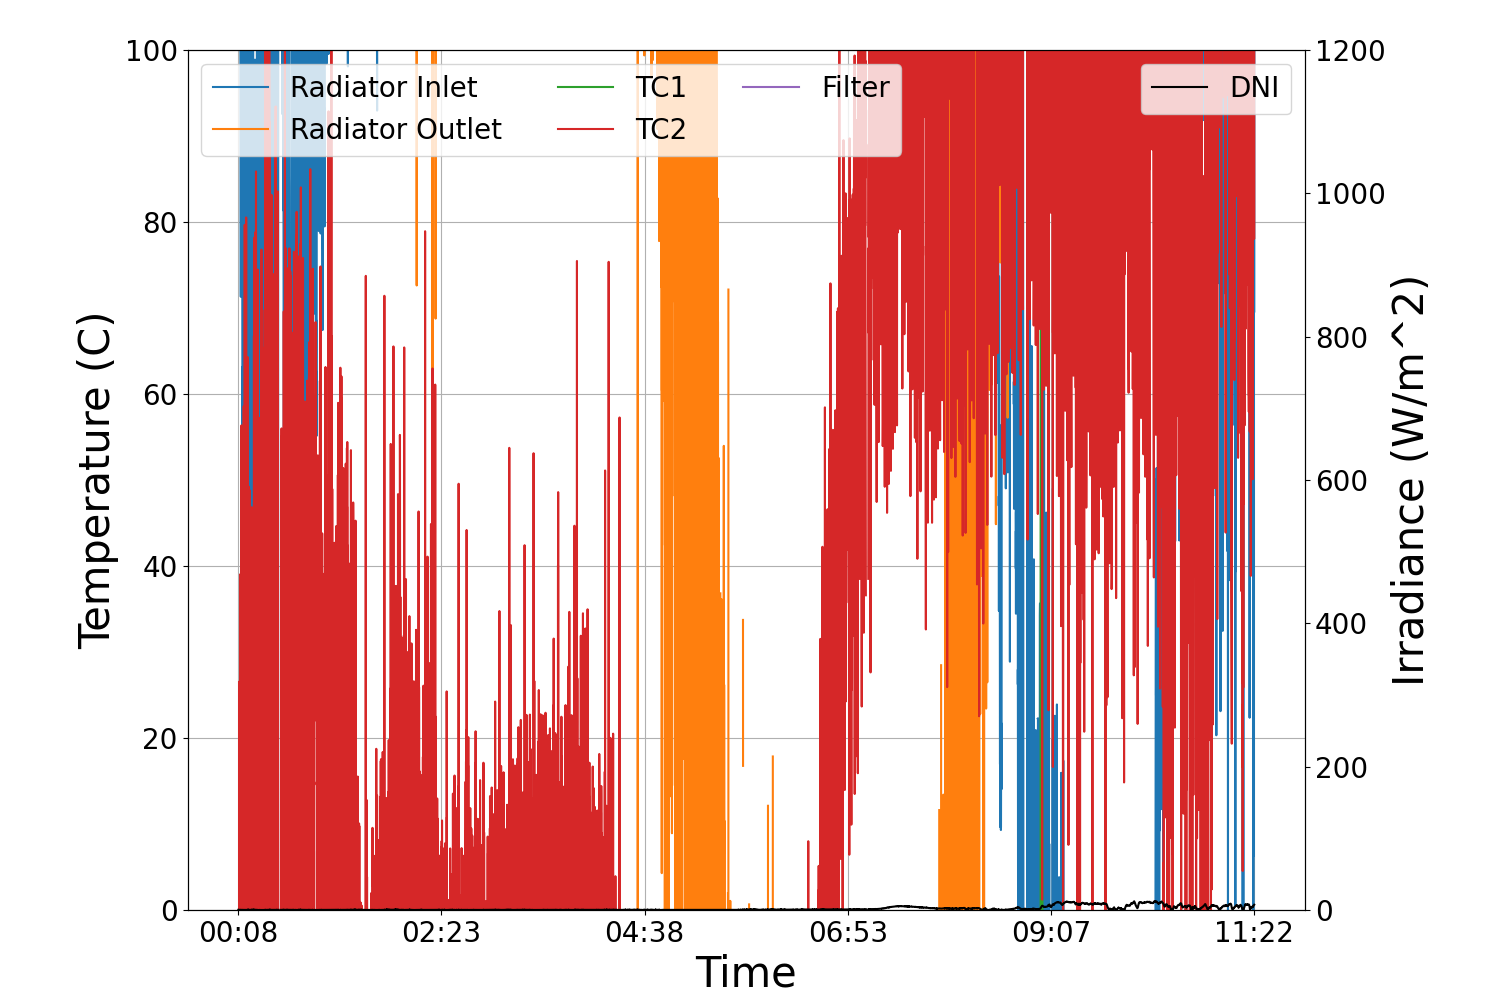 100
80
60
40
20
0
Temperature (C)
Radiator Inlet
Radiator Outlet
TC1
TC2
Filter
DNI
1200
1000
800
600
400
200
0
Irradiance (W/m^2)
00:08 02:23 04:38 06:53 09:07 11:22
Time